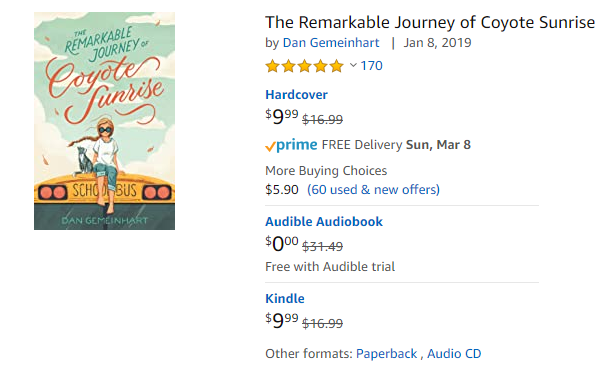 THE
REMARKABLE
JOURNEY OF
Coyote
Sunrise
SCHOOL BUS
DAN GEMEINHART
The Remarkable Journey of Coyote Sunrise
by Dan Gemeinhart | Jan 8, 2019
170
Hardcover
$9.99 $16.99
prime FREE Delivery Sun, Mar 8
More Buying Choices
$5.90 (60 used & new offers)
Audible Audiobook
$0.00 $31.49
Free with Audible trial
Kindle
$9.99 $16.99
Other formats: Paperback , Audio CD